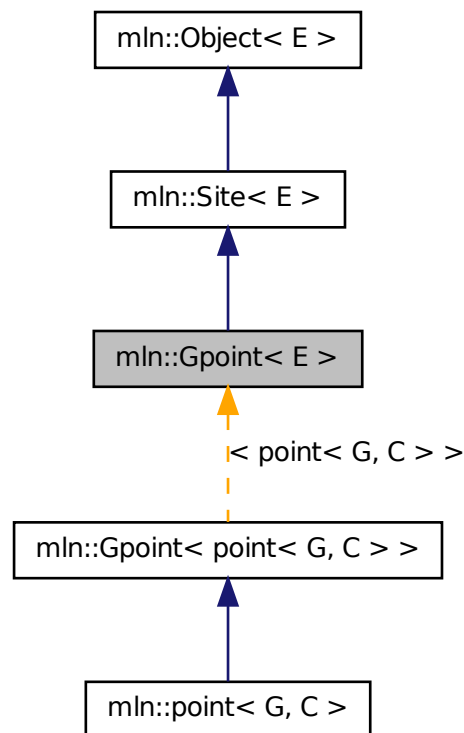 mln::Object< E >
mln::Site< E >
mln::Gpoint< E >
< point< G, C > >
mln::Gpoint< point< G, C > >
mln::point< G, C >